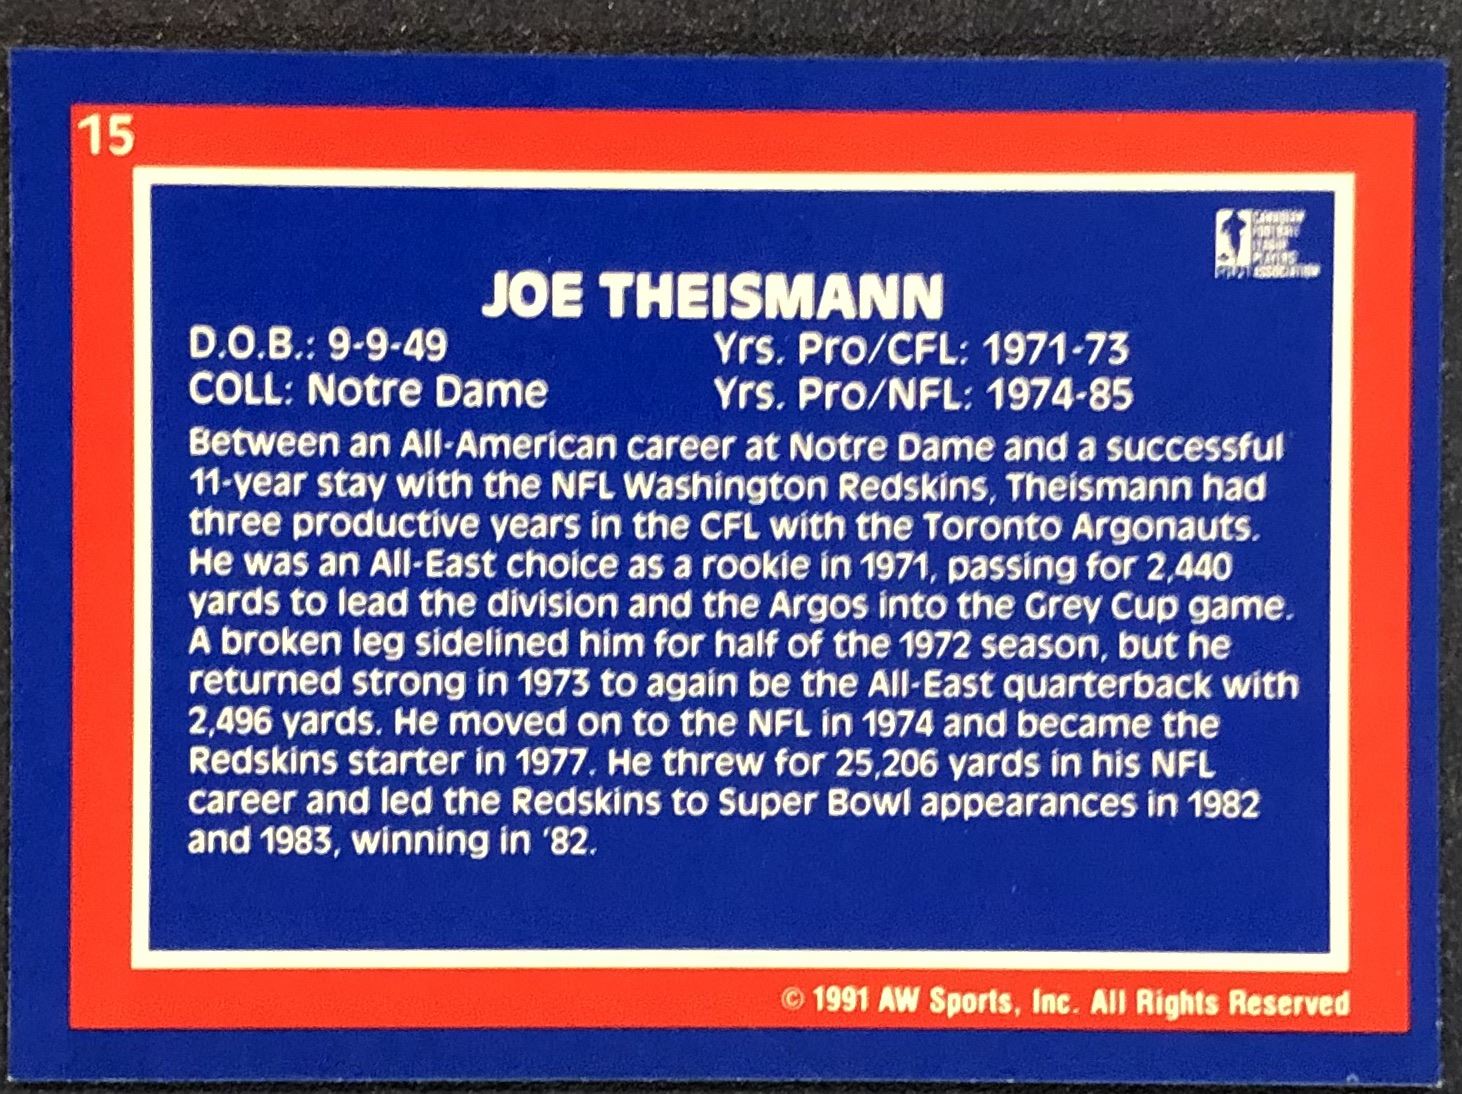 15
CANADIAN
FOOTBALL
LEAGUE
PLAYERS'
ASSOCIATION
JOE THEISMANN
D.O.B.: 9-9-49 Yrs. Pro/CFL: 1971-73
COLL: Notre Dame Yrs. Pro/NFL: 1974-85
Between an All-American career at Notre Dame and a successful
11-year stay with the NFL Washington Redskins, Theismann had
three productive years in the CFL with the Toronto Argonauts.
He was an All-East choice as a rookie in 1971, passing for 2,440
yards to lead the division and the Argos into the Grey Cup game.
A broken leg sidelined him for half of the 1972 season, but he
returned strong in 1973 to again be the All-East quarterback with
2,496 yards. He moved on to the NFL in 1974 and became the
Redskins starter in 1977. He threw for 25,206 yards in his NFL
career and led the Redskins to Super Bowl appearances in 1982
and 1983, winning in '82.
© 1991 AW Sports, Inc. All Rights Reserved